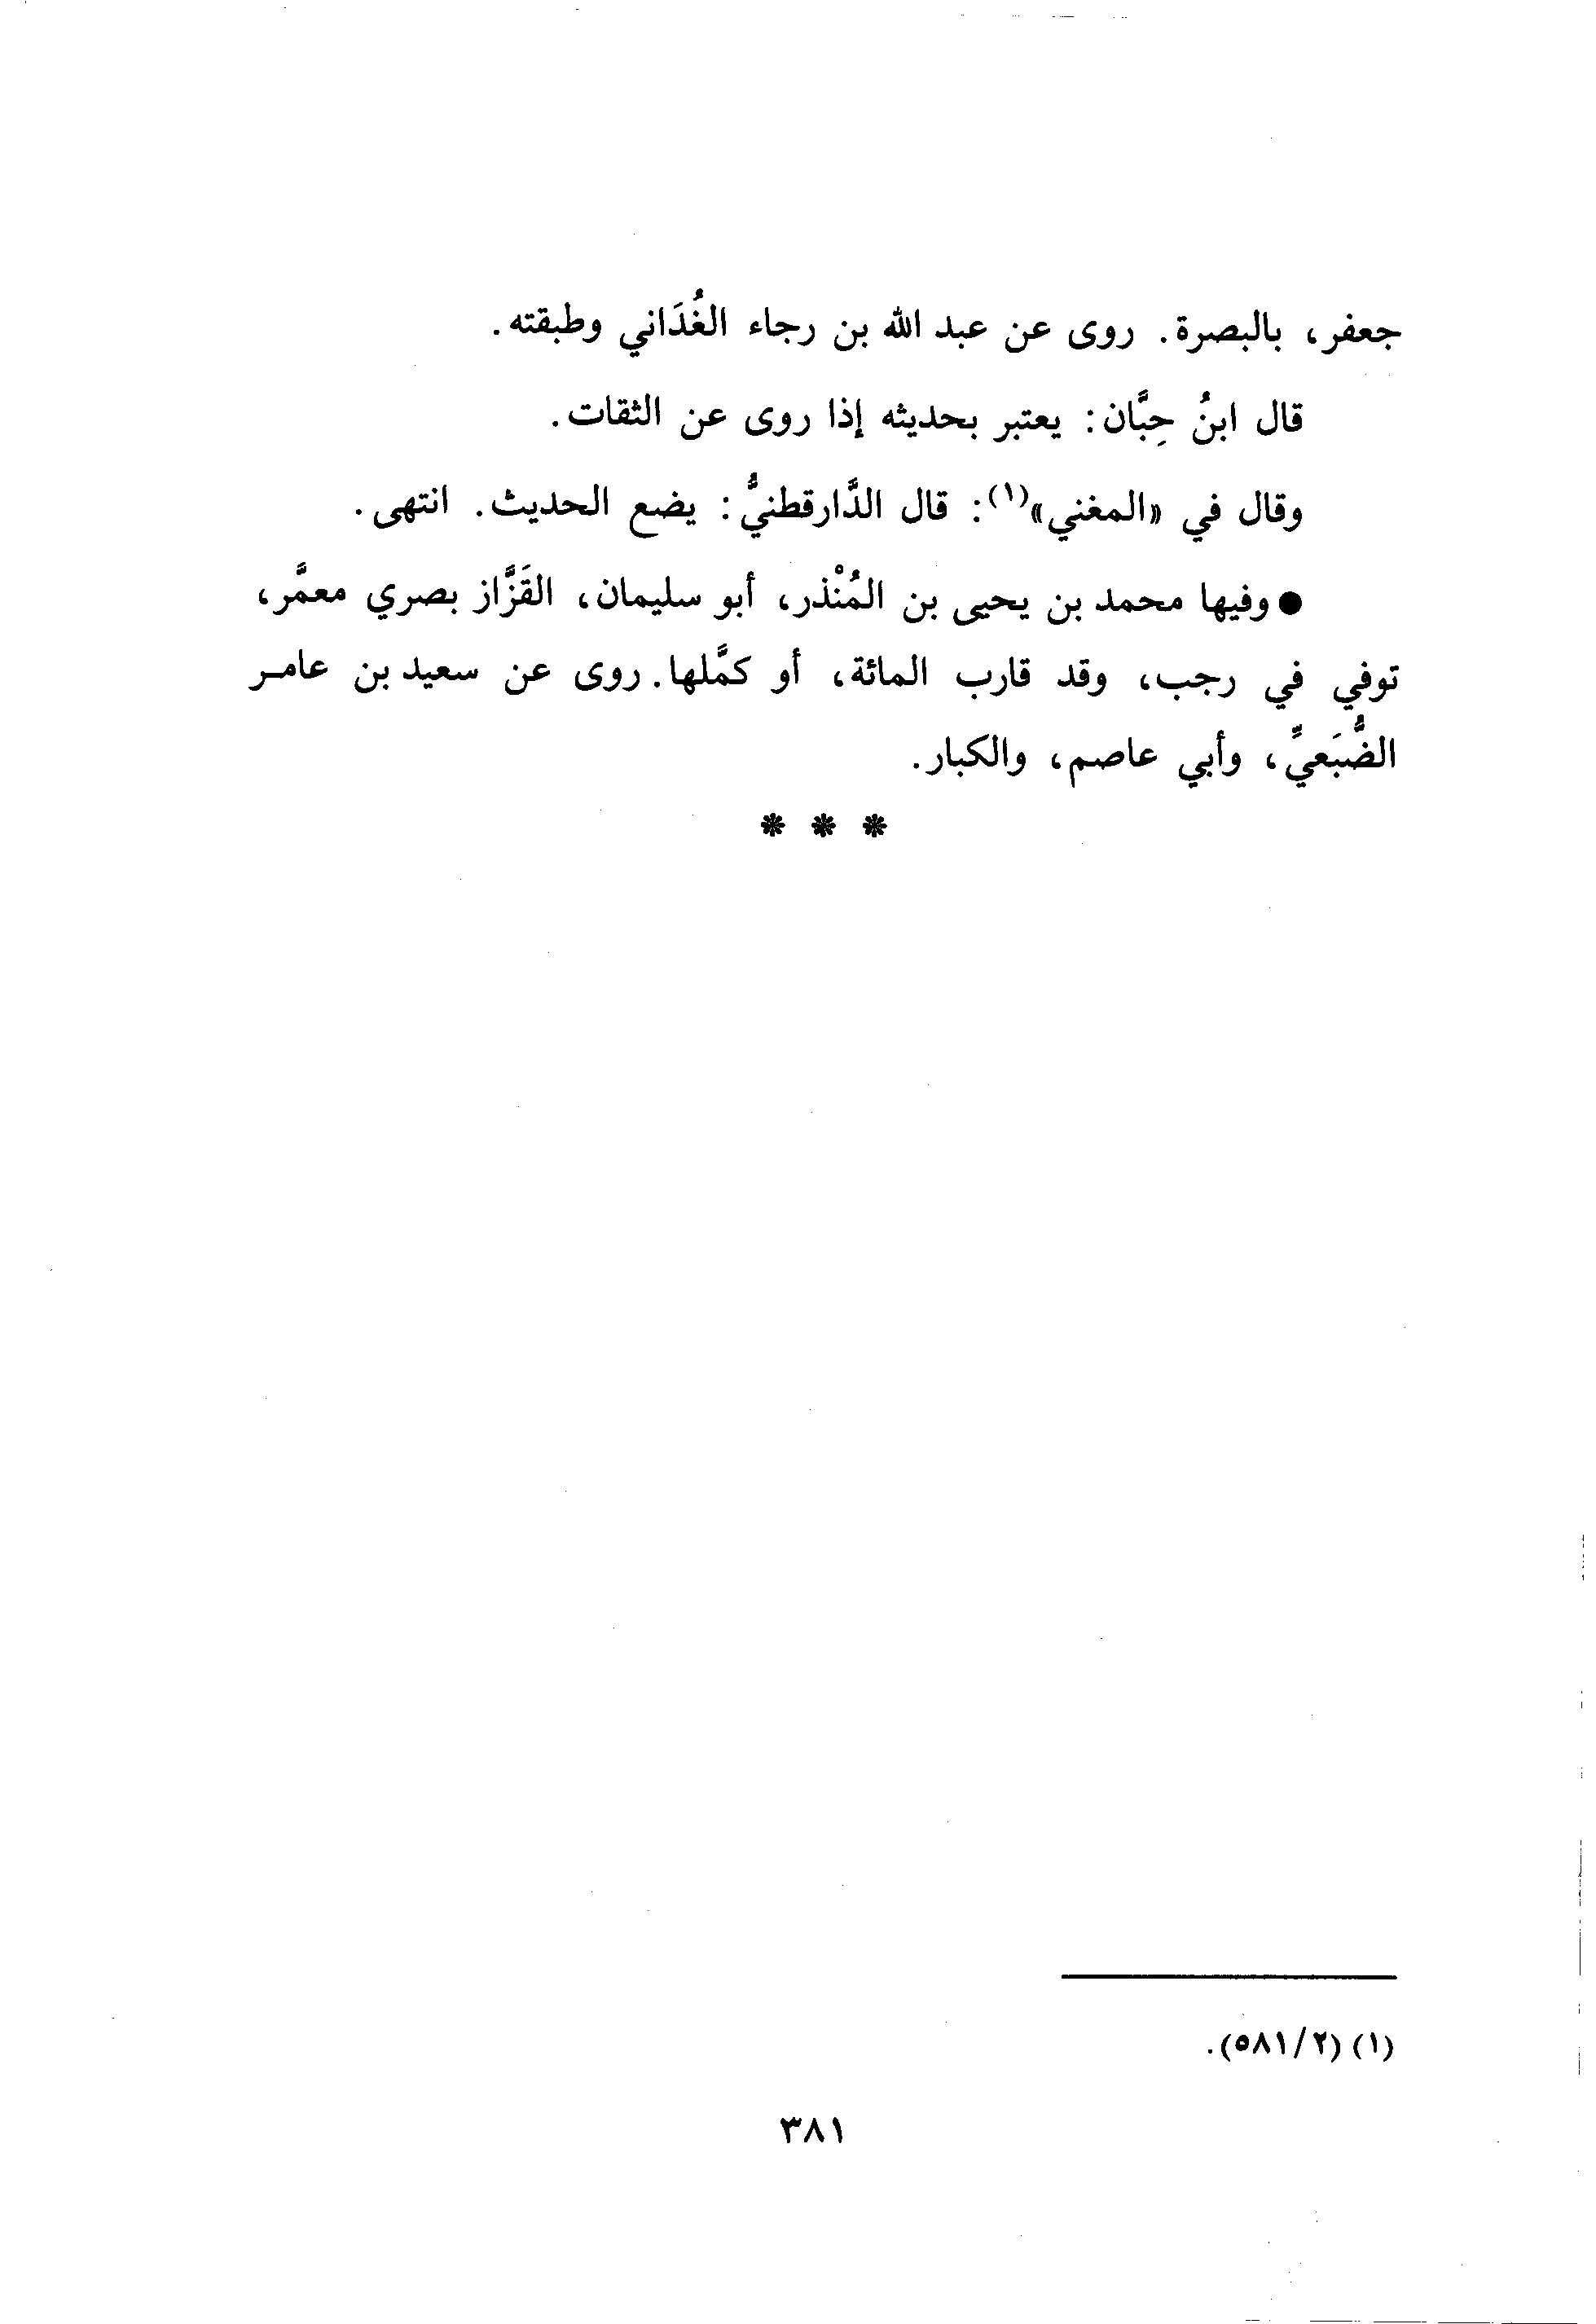 جعفر، بالبصرة. روى عن عبد الله بن رجاء الغُدَاني وطبقته.
قال ابنُ حِبَّان: يعتبر بحديثه إذا روى عن الثقات.
وقال في «المغني»(١): قال الدَّارقطنيُّ: يضع الحديث. انتهى.
● وفيها محمد بن يحيى بن المُنْذر، أبو سليمان، القَزَّاز بصري معمَّر،
توفي في رجب، وقد قارب المائة، أو كمَّلها. روى عن سعيد بن عامر
الضُّبَعيِّ، وأبي عاصم، والكبار.
* * *
(١) (٢/٥٨١).
٣٨١